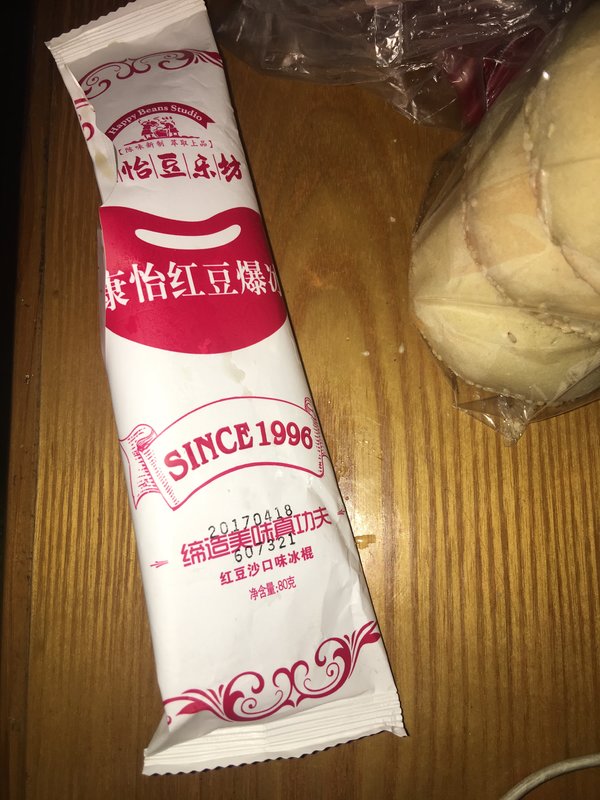 Happy Beans Studio
【陈味新制 萃取上品】
怡豆乐坊
康怡红豆爆冰
SINCE 1996
20170418
缔造美味真功夫
607321
红豆沙口味冰棍
净含量:80克